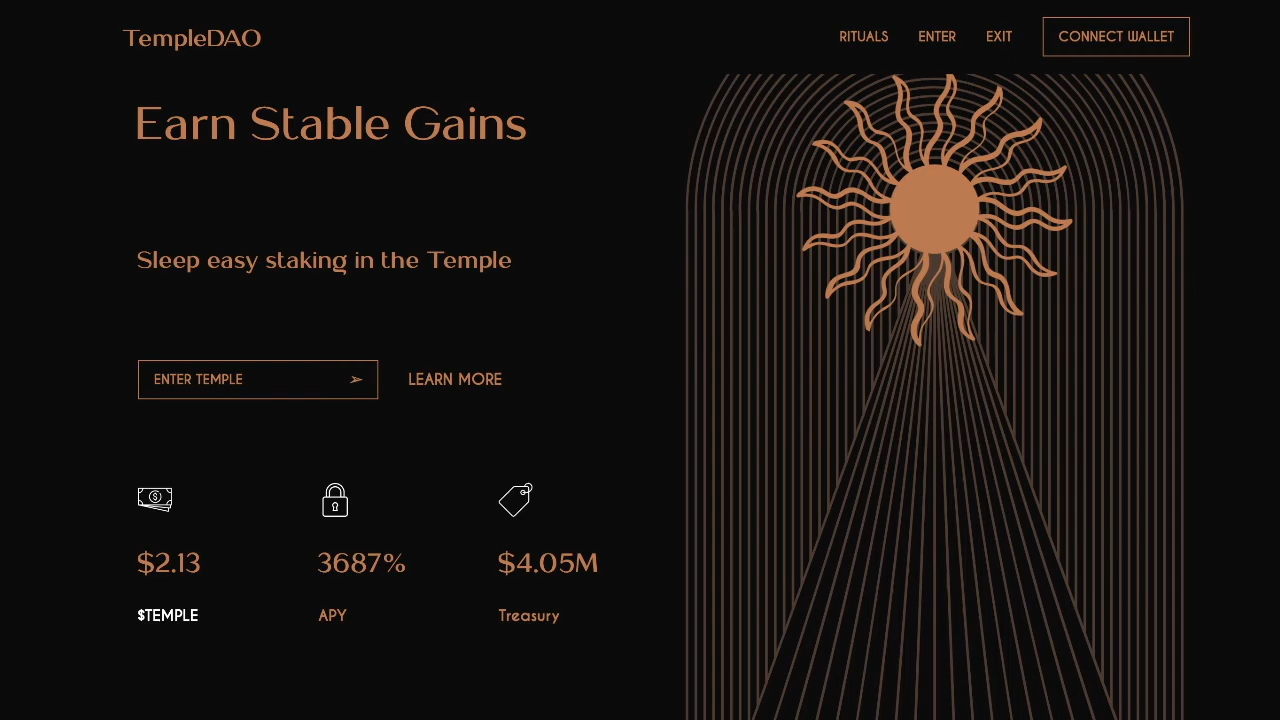 TempleDAO
RITUALS
ENTER
EXIT
CONNECT WALLET
Earn Stable Gains
Sleep easy staking in the Temple
ENTER TEMPLE ➢
LEARN MORE
$2.13
3687%
$4.05M
$TEMPLE
APY
Treasury